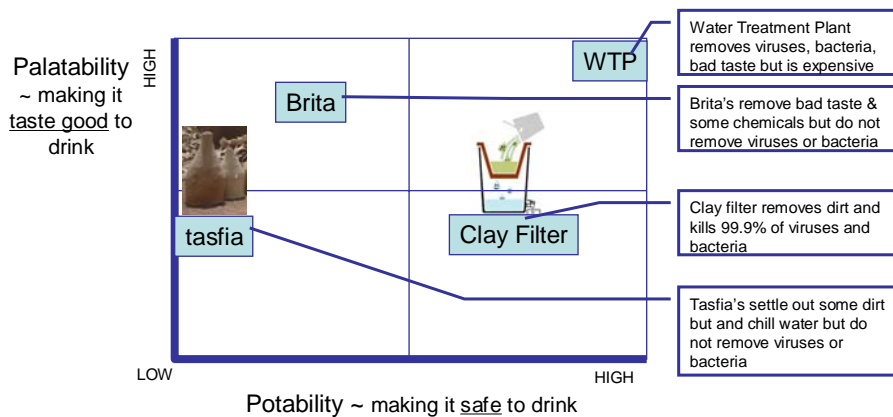 Palatability
~ making it
taste good to
drink
HIGH
WTP
Brita
tasfia
Clay Filter
Water Treatment Plant
removes viruses, bacteria,
bad taste but is expensive
Brita's remove bad taste &
some chemicals but do not
remove viruses or bacteria
Clay filter removes dirt and
kills 99.9% of viruses and
bacteria
Tasfia's settle out some dirt
but and chill water but do
not remove viruses or
bacteria
LOW
HIGH
Potability ~ making it safe to drink